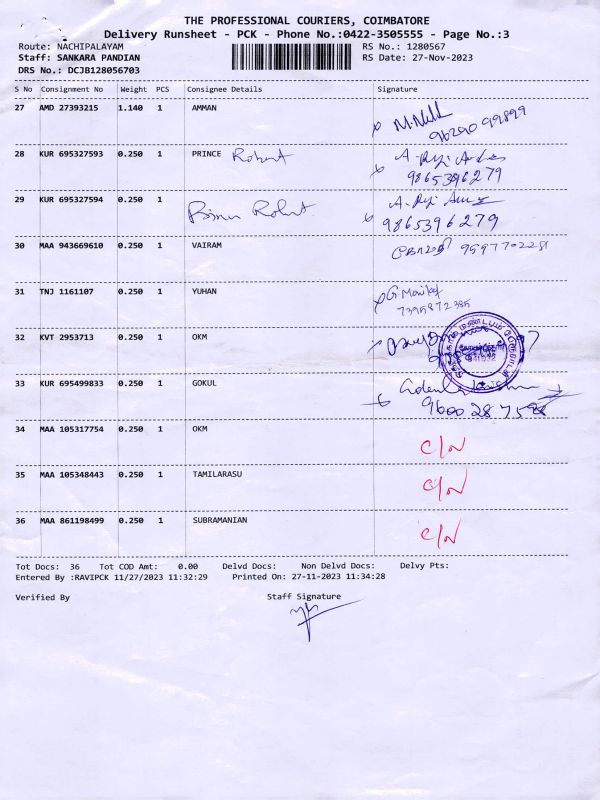 THE PROFESSIONAL COURIERS, COIMBATORE
Delivery Runsheet - PCK - Phone No.:0422-3505555 - Page No.:3
Route: NACHIPALAYAM RS No.: 1280567
Staff: SANKARA PANDIAN RS Date: 27-Nov-2023
DRS No.: DCJB128056703
S No Consignment No Weight PCS Consignee Details Signature
27 AMD 27393215 1.140 1 AMMAN
96290 99899
28 KUR 695327593 0.250 1 PRINCE Robert
9865396279
29 KUR 695327594 0.250 1 Robert
9865396279
30 MAA 943669610 0.250 1 VAIRAM 9597702251
31 TNJ 1161107 0.250 1 YUHAN G.
7395872385
32 KVT 2953713 0.250 1 OKM
33 KUR 695499833 0.250 1 GOKUL
34 MAA 105317754 0.250 1 OKM C/N
35 MAA 105348443 0.250 1 TAMILARASU C/N
36 MAA 861198499 0.250 1 SUBRAMANIAN C/N
Tot Docs: 36 Tot COD Amt: 0.00 Delvd Docs: Non Delvd Docs: Delvy Pts:
Entered By :RAVIPCK 11/27/2023 11:32:29 Printed On: 27-11-2023 11:34:28
Verified By Staff Signature